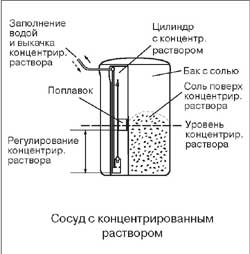 Заполнение
водой
и выкачка
концентрир.
раствора
Цилиндр
с концентр.
раствором
Бак с солью
Соль поверх
концентрир.
раствора
Поплавок
Уровень
концентрир.
раствора
Регулирование
концентрир.
раствора
Сосуд с концентрированным
раствором